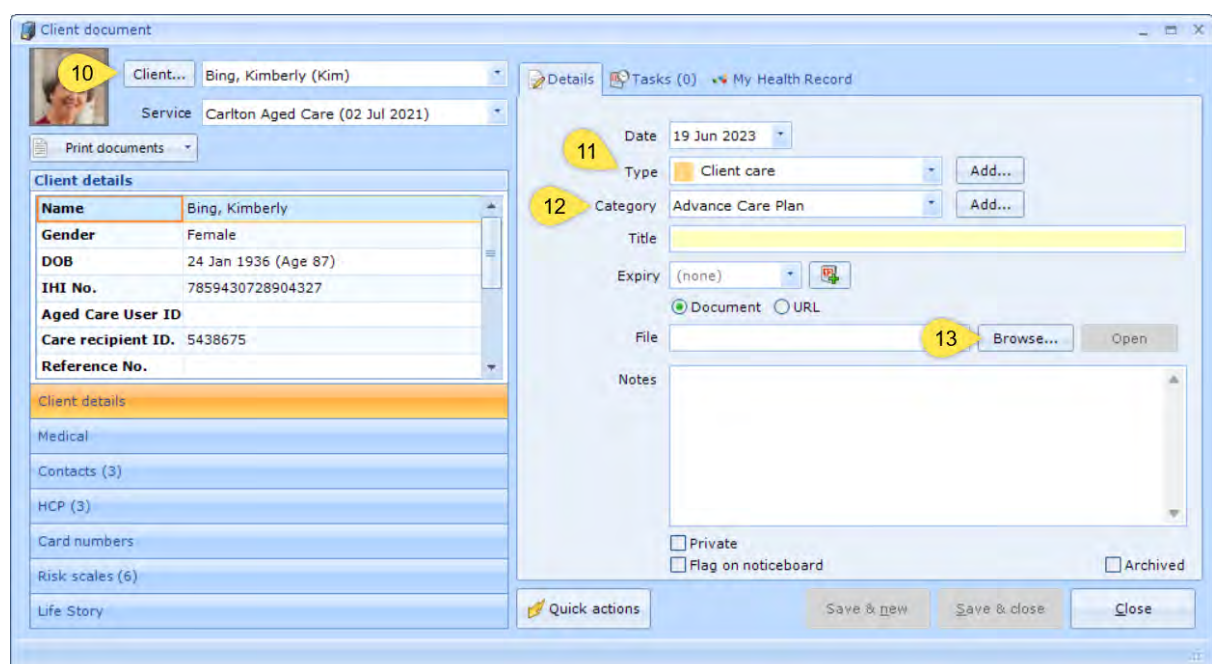 Client document
10
Client...
Bing, Kimberly (Kim)
Service
Carlton Aged Care (02 Jul 2021)
Print documents
Client details
Name Bing, Kimberly
Gender Female
DOB 24 Jan 1936 (Age 87)
IHI No. 7859430728904327
Aged Care User ID
Care recipient ID. 5438675
Reference No.
Client details
Medical
Contacts (3)
HCP (3)
Card numbers
Risk scales (6)
Life Story
Details Tasks (0) My Health Record
Date 19 Jun 2023
11
Type Client care Add...
12 Category Advance Care Plan Add...
Title
Expiry (none)
Document URL
File 13 Browse... Open
Notes
Private
Flag on noticeboard Archived
Quick actions Save & new Save & close Close